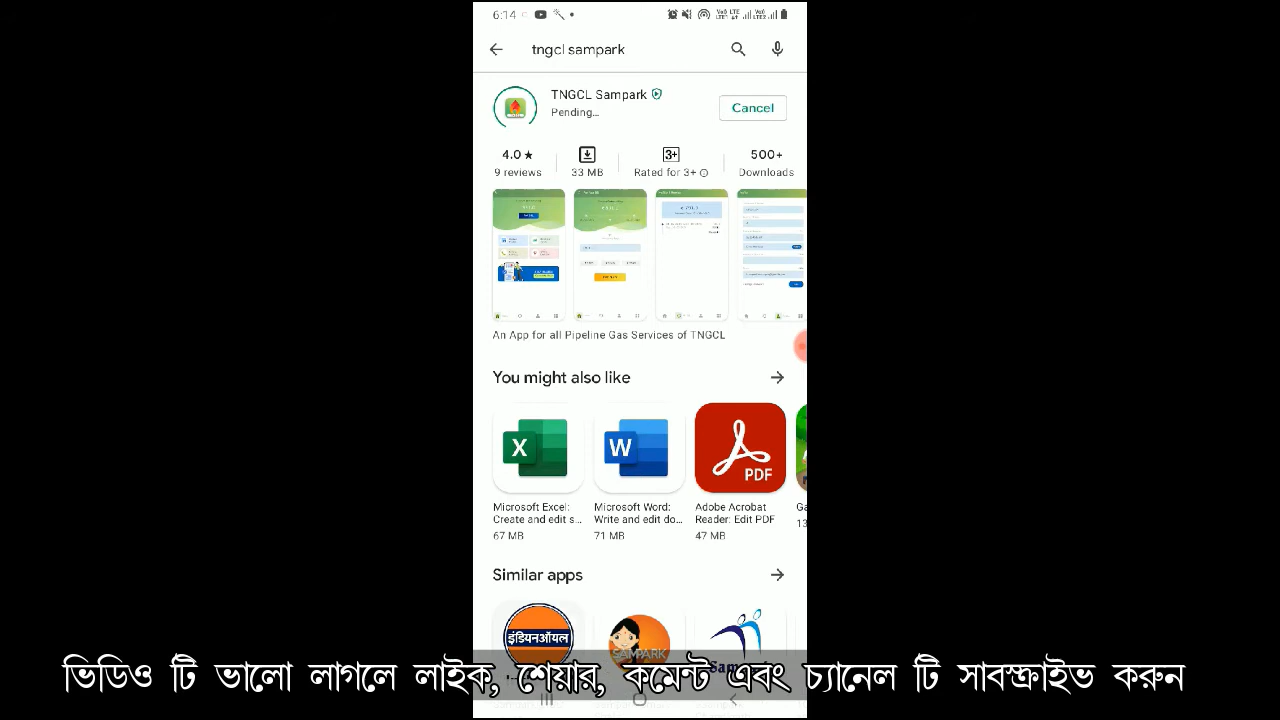 6:14
tngcl sampark
TNGCL Sampark
Pending...
Cancel
4.0 ★
9 reviews
33 MB
3+
Rated for 3+
500+
Downloads
An App for all Pipeline Gas Services of TNGCL
You might also like
X
W
PDF
Microsoft Excel:
Create and edit s...
67 MB
Microsoft Word:
Write and edit do...
71 MB
Adobe Acrobat
Reader: Edit PDF
47 MB
Ga
13
Similar apps
इंडियनऑयल
SAMPARK
ভিডিও টি ভালো লাগলে লাইক, শেয়ার, কমেন্ট এবং চ্যানেল টি সাবস্ক্রাইভ করুন